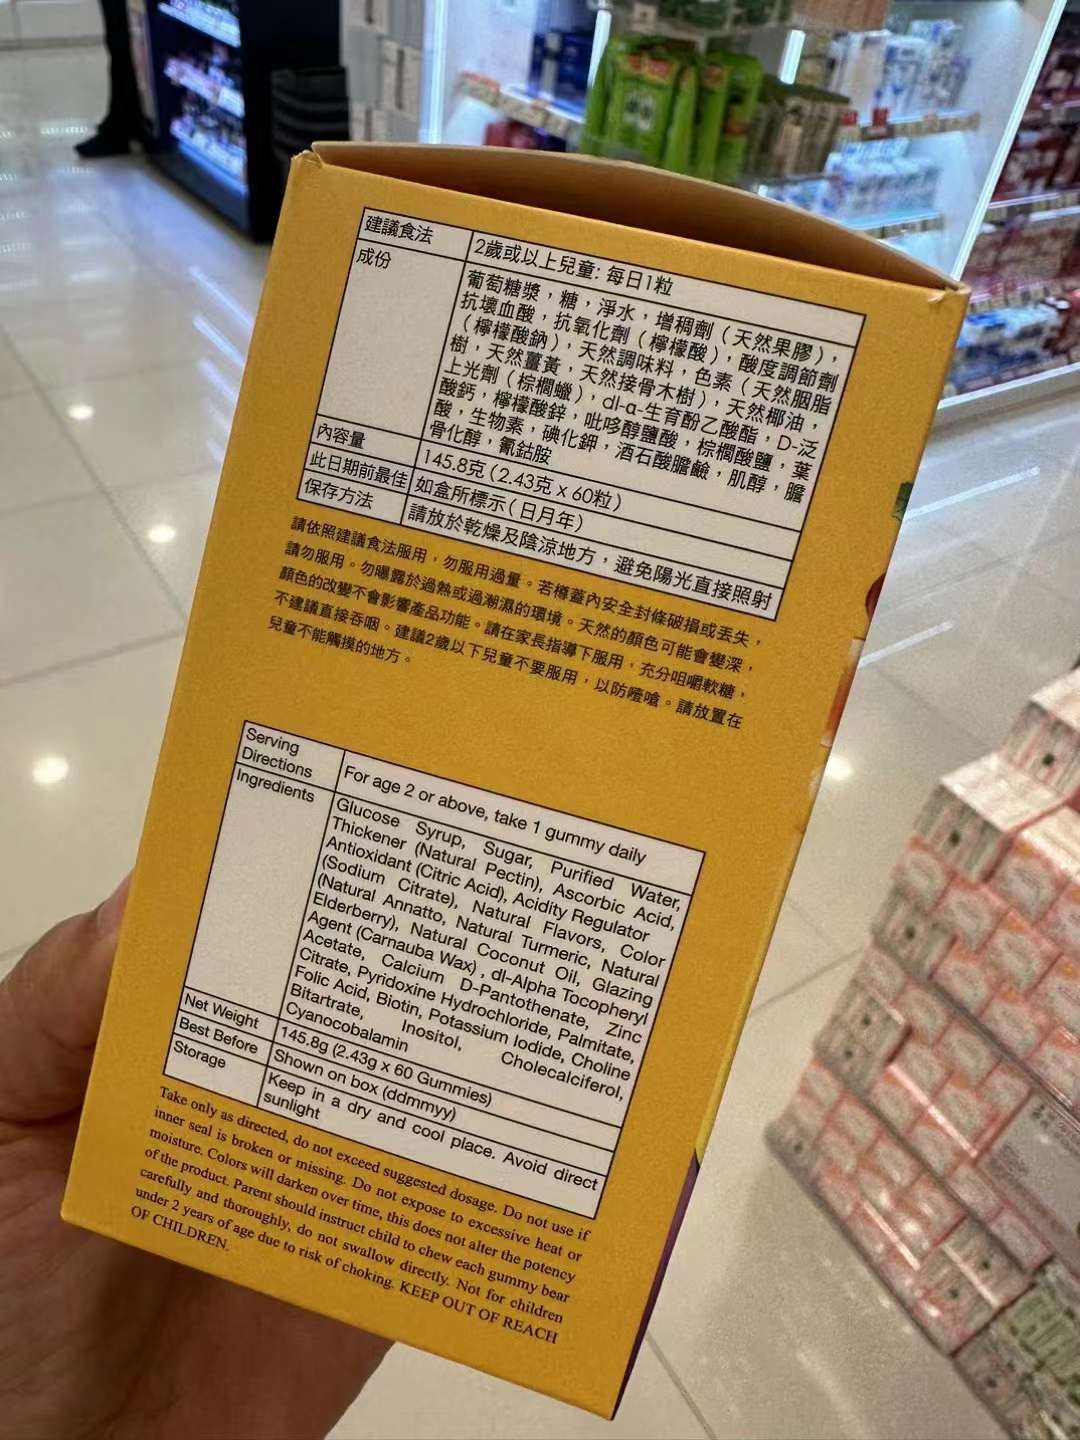 建議食法
2歲或以上兒童: 每日1粒
成份
葡萄糖漿，糖，淨水，增稠劑（天然果膠），
抗壞血酸，抗氧化劑（檸檬酸），酸度調節劑
（檸檬酸鈉），天然調味料，色素（天然胭脂
樹，天然薑黃，天然接骨木樹），天然椰油，
上光劑（棕櫚蠟），dl-α-生育酚乙酸酯，D-泛
酸鈣，檸檬酸鋅，吡哆醇鹽酸，棕櫚酸鹽，葉
酸，生物素，碘化鉀，酒石酸膽鹼，肌醇，膽
骨化醇，氰鈷胺
內容量
145.8克 (2.43克 x 60粒)
此日期前最佳
如盒所標示 (日月年)
保存方法
請放於乾燥及陰涼地方，避免陽光直接照射
請依照建議食法服用，勿服用過量。若樽蓋內安全封條破損或丟失，
請勿服用。勿曝露於過熱或過潮濕的環境。天然的顏色可能會變深，
顏色的改變不會影響產品功能。請在家長指導下服用，充分咀嚼軟糖，
不建議直接吞咽。建議2歲以下兒童不要服用，以防噎嗆。請放置在
兒童不能觸摸的地方。
Serving
Directions
For age 2 or above, take 1 gummy daily
Ingredients
Glucose Syrup, Sugar, Purified Water,
Thickener (Natural Pectin), Ascorbic Acid,
Antioxidant (Citric Acid), Acidity Regulator
(Sodium Citrate), Natural Flavors, Color
(Natural Annatto, Natural Turmeric, Natural
Elderberry), Natural Coconut Oil, Glazing
Agent (Carnauba Wax) , dl-Alpha Tocopheryl
Acetate, Calcium D-Pantothenate, Zinc
Citrate, Pyridoxine Hydrochloride, Palmitate,
Folic Acid, Biotin, Potassium Iodide, Choline
Bitartrate, Inositol, Cholecalciferol,
Cyanocobalamin
Net Weight
145.8g (2.43g x 60 Gummies)
Best Before
Shown on box (ddmmyy)
Storage
Keep in a dry and cool place. Avoid direct
sunlight
Take only as directed, do not exceed suggested dosage. Do not use if
inner seal is broken or missing. Do not expose to excessive heat or
moisture. Colors will darken over time, this does not alter the potency
of the product. Parent should instruct child to chew each gummy bear
carefully and thoroughly, do not swallow directly. Not for children
under 2 years of age due to risk of choking. KEEP OUT OF REACH
OF CHILDREN.